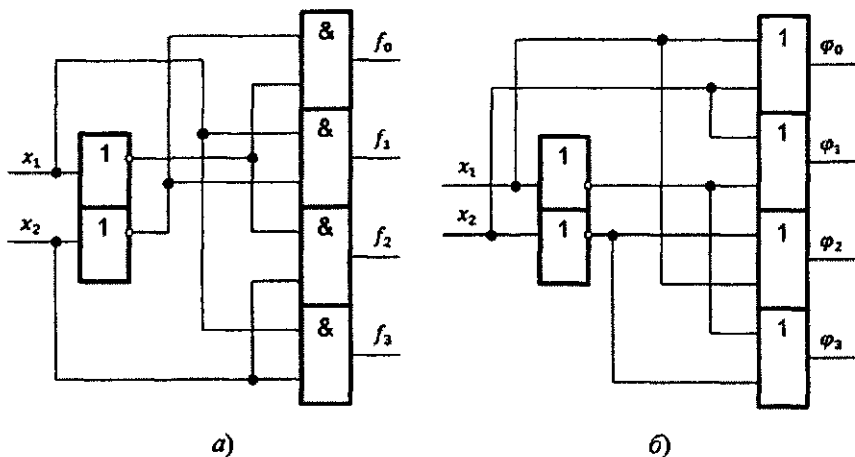 & f₀
x₁ 1 & f₁
x₂ 1 & f₂
& f₃
а)
1 φ₀
x₁ 1 1 φ₁
x₂ 1 1 φ₂
1 φ₃
б)